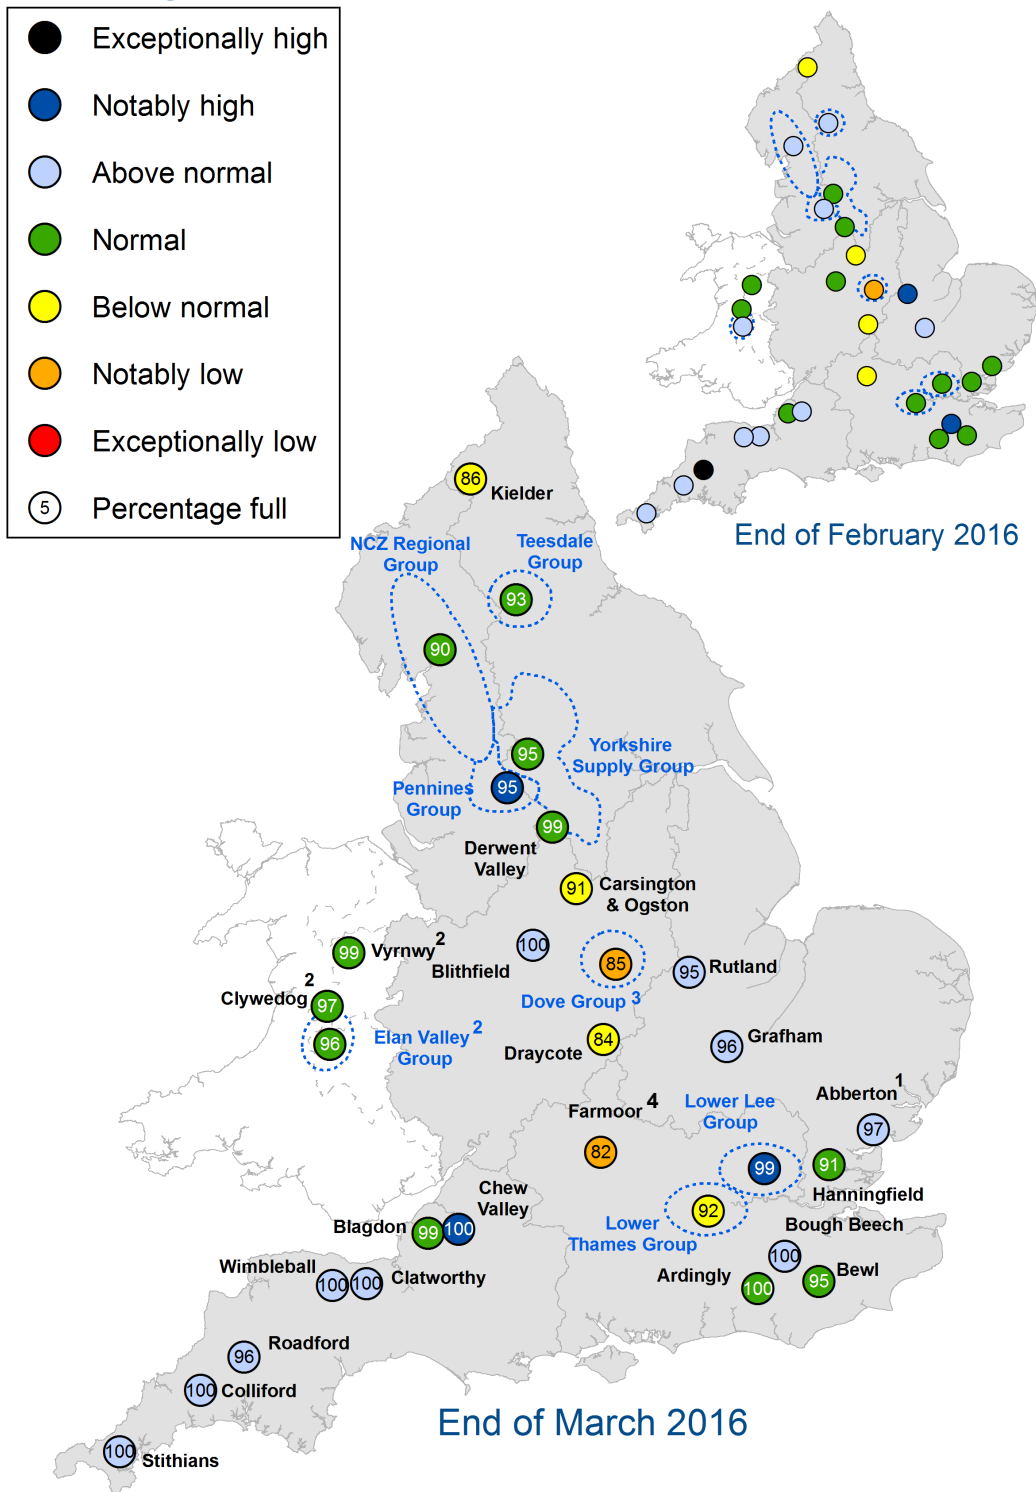 Exceptionally high
Notably high
Above normal
Normal
Below normal
Notably low
Exceptionally low
5 Percentage full
End of February 2016
86
Kielder
NCZ Regional
Group
Teesdale
Group
93
90
95
Yorkshire
Supply Group
Pennines
Group
95
99
Derwent
Valley
91
Carsington
& Ogston
100
Blithfield
85
Dove Group 3
95
Rutland
99
Vyrnwy 2
Clywedog 2
97
96
Elan Valley 2
Group
84
Draycote
96
Grafham
Abberton 1
97
Farmoor 4
82
Lower Lee
Group
99
91
Hanningfield
92
Lower
Thames Group
Chew
Valley
Blagdon
99
100
Bough Beech
100
Ardingly
100
95
Bewl
Wimbleball
100
100
Clatworthy
96
Roadford
100
Colliford
100
Stithians
End of March 2016